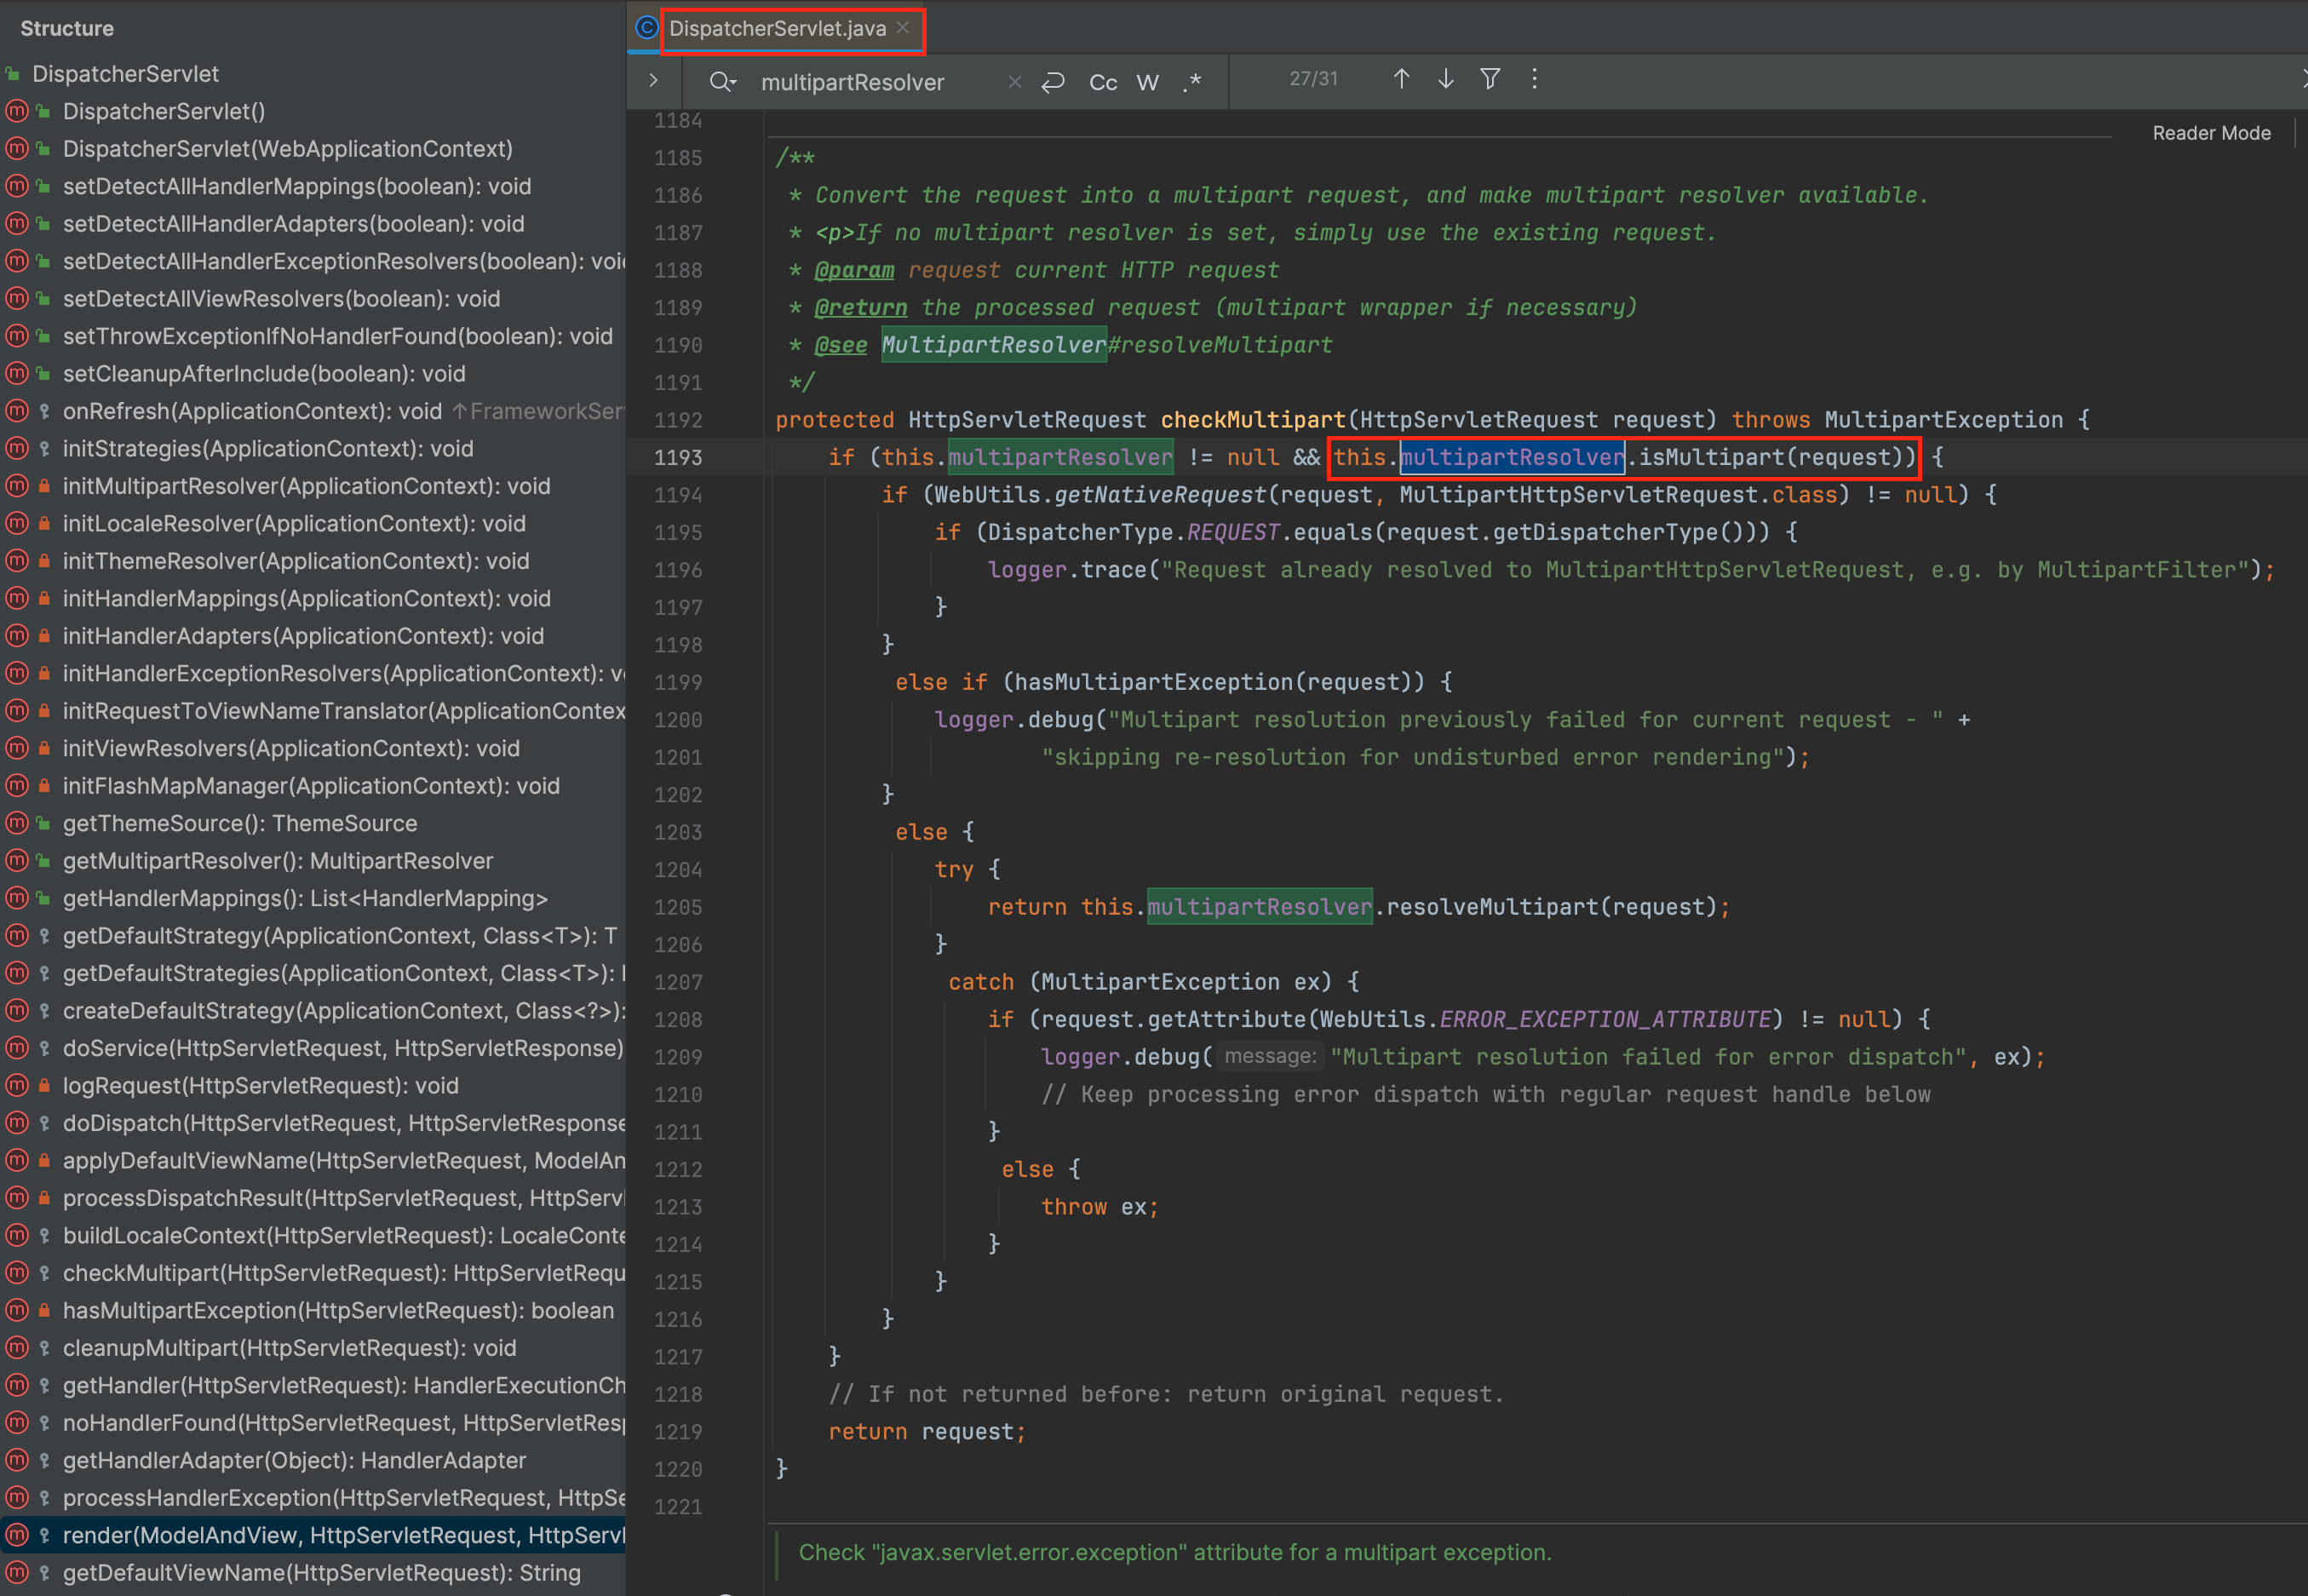 Structure
DispatcherServlet
DispatcherServlet()
DispatcherServlet(WebApplicationContext)
setDetectAllHandlerMappings(boolean): void
setDetectAllHandlerAdapters(boolean): void
setDetectAllHandlerExceptionResolvers(boolean): voi
setDetectAllViewResolvers(boolean): void
setThrowExceptionIfNoHandlerFound(boolean): void
setCleanupAfterInclude(boolean): void
onRefresh(ApplicationContext): void ↑FrameworkSer
initStrategies(ApplicationContext): void
initMultipartResolver(ApplicationContext): void
initLocaleResolver(ApplicationContext): void
initThemeResolver(ApplicationContext): void
initHandlerMappings(ApplicationContext): void
initHandlerAdapters(ApplicationContext): void
initHandlerExceptionResolvers(ApplicationContext): v
initRequestToViewNameTranslator(ApplicationContex
initViewResolvers(ApplicationContext): void
initFlashMapManager(ApplicationContext): void
getThemeSource(): ThemeSource
getMultipartResolver(): MultipartResolver
getHandlerMappings(): List<HandlerMapping>
getDefaultStrategy(ApplicationContext, Class<T>): T
getDefaultStrategies(ApplicationContext, Class<T>):
createDefaultStrategy(ApplicationContext, Class<?>):
doService(HttpServletRequest, HttpServletResponse)
logRequest(HttpServletRequest): void
doDispatch(HttpServletRequest, HttpServletResponse
applyDefaultViewName(HttpServletRequest, ModelAn
processDispatchResult(HttpServletRequest, HttpServl
buildLocaleContext(HttpServletRequest): LocaleConte
checkMultipart(HttpServletRequest): HttpServletRequ
hasMultipartException(HttpServletRequest): boolean
cleanupMultipart(HttpServletRequest): void
getHandler(HttpServletRequest): HandlerExecutionCh
noHandlerFound(HttpServletRequest, HttpServletResp
getHandlerAdapter(Object): HandlerAdapter
processHandlerException(HttpServletRequest, HttpSe
render(ModelAndView, HttpServletRequest, HttpServl
getDefaultViewName(HttpServletRequest): String
DispatcherServlet.java
multipartResolver
Cc W .*
27/31
Reader Mode
1184
1185 /**
1186 * Convert the request into a multipart request, and make multipart resolver available.
1187 * <p>If no multipart resolver is set, simply use the existing request.
1188 * @param request current HTTP request
1189 * @return the processed request (multipart wrapper if necessary)
1190 * @see MultipartResolver#resolveMultipart
1191 */
1192 protected HttpServletRequest checkMultipart(HttpServletRequest request) throws MultipartException {
1193 if (this.multipartResolver != null && this.multipartResolver.isMultipart(request)) {
1194 if (WebUtils.getNativeRequest(request, MultipartHttpServletRequest.class) != null) {
1195 if (DispatcherType.REQUEST.equals(request.getDispatcherType())) {
1196 logger.trace("Request already resolved to MultipartHttpServletRequest, e.g. by MultipartFilter");
1197 }
1198 }
1199 else if (hasMultipartException(request)) {
1200 logger.debug("Multipart resolution previously failed for current request - " +
1201 "skipping re-resolution for undisturbed error rendering");
1202 }
1203 else {
1204 try {
1205 return this.multipartResolver.resolveMultipart(request);
1206 }
1207 catch (MultipartException ex) {
1208 if (request.getAttribute(WebUtils.ERROR_EXCEPTION_ATTRIBUTE) != null) {
1209 logger.debug( message: "Multipart resolution failed for error dispatch", ex);
1210 // Keep processing error dispatch with regular request handle below
1211 }
1212 else {
1213 throw ex;
1214 }
1215 }
1216 }
1217 }
1218 // If not returned before: return original request.
1219 return request;
1220 }
1221
Check "javax.servlet.error.exception" attribute for a multipart exception.